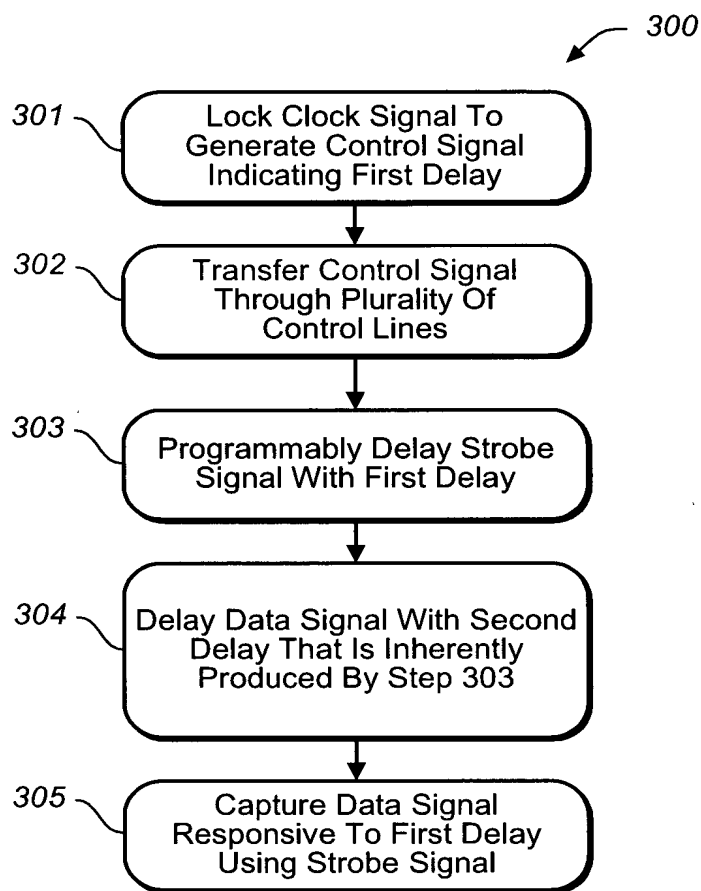 300
301
Lock Clock Signal To
Generate Control Signal
Indicating First Delay
302
Transfer Control Signal
Through Plurality Of
Control Lines
303
Programmably Delay Strobe
Signal With First Delay
304
Delay Data Signal With Second
Delay That Is Inherently
Produced By Step 303
305
Capture Data Signal
Responsive To First Delay
Using Strobe Signal